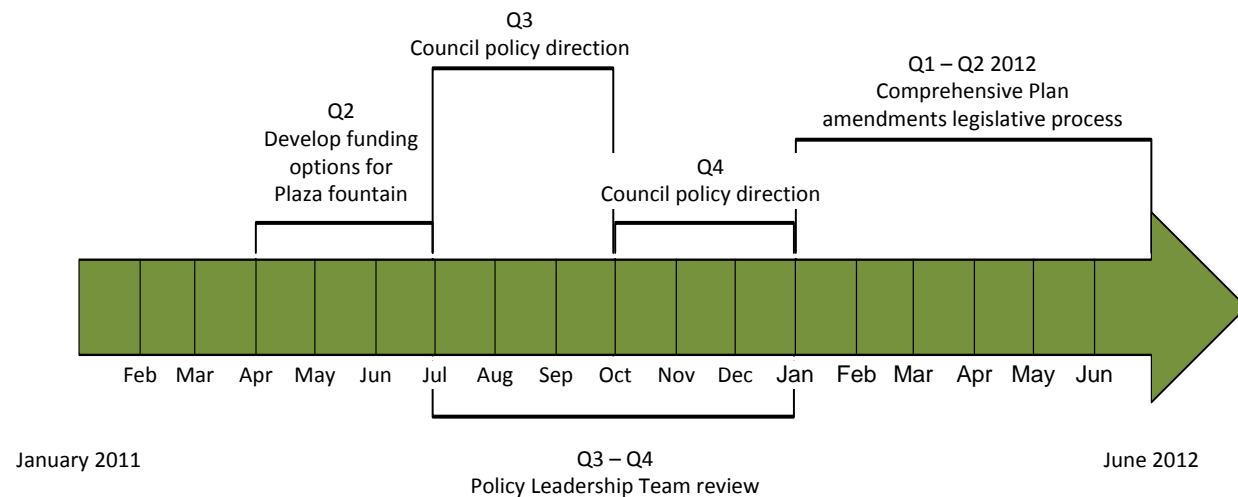 Q3
Council policy direction
Q1 – Q2 2012
Comprehensive Plan
amendments legislative process
Q2
Develop funding
options for
Plaza fountain
Q4
Council policy direction
Feb Mar Apr May Jun Jul Aug Sep Oct Nov Dec Jan Feb Mar Apr May Jun
January 2011
June 2012
Q3 – Q4
Policy Leadership Team review